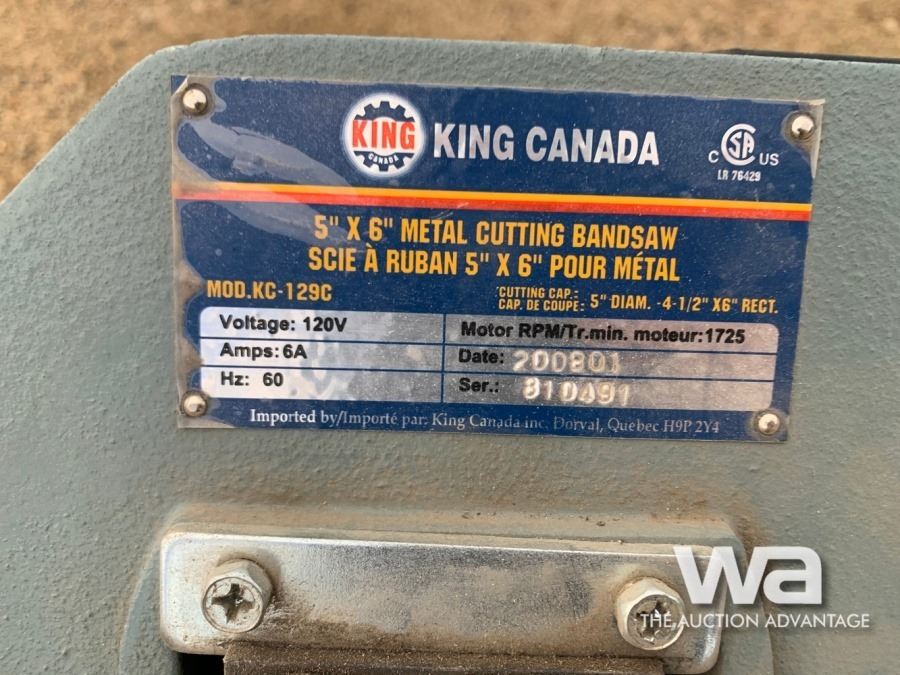 KING
CANADA
KING CANADA
C SA US
LR 76429
5" X 6" METAL CUTTING BANDSAW
SCIE À RUBAN 5" X 6" POUR MÉTAL
MOD.KC-129C
CUTTING CAP.:
CAP. DE COUPE: 5" DIAM. -4-1/2" X6" RECT.
Voltage: 120V
Amps: 6A
Hz: 60
Motor RPM/Tr.min. moteur:1725
Date: 200801
Ser.: 810491
Imported by/Importé par: King Canada inc. Dorval, Quebec H9P 2Y4
wa
THE AUCTION ADVANTAGE